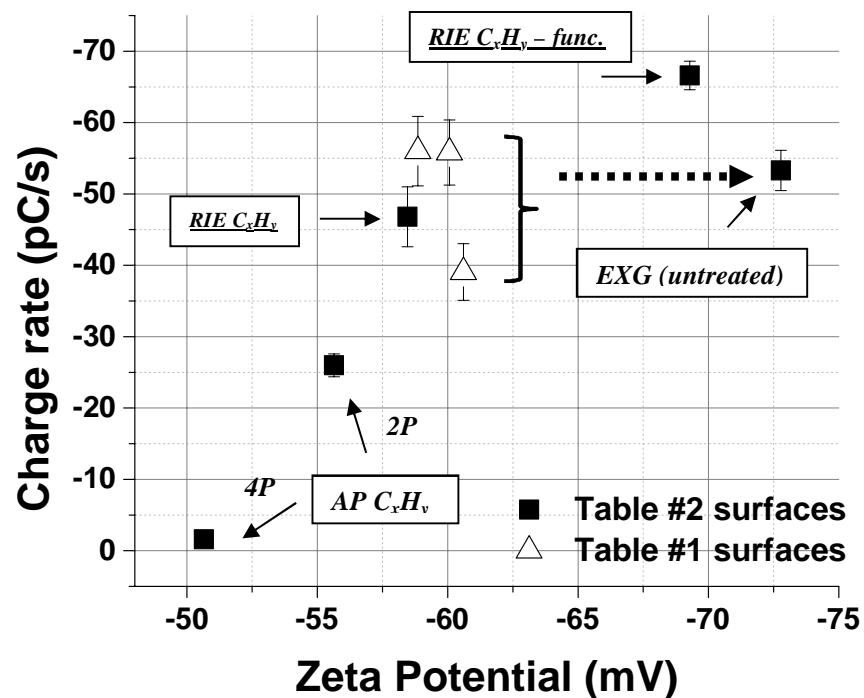 RIE CxHy – func.
-70
-60
-50
-40
-30
-20
-10
0
Charge rate (pC/s)
RIE CxHy
EXG (untreated)
2P
4P
AP CxHy
Table #2 surfaces
Table #1 surfaces
-50 -55 -60 -65 -70 -75
Zeta Potential (mV)